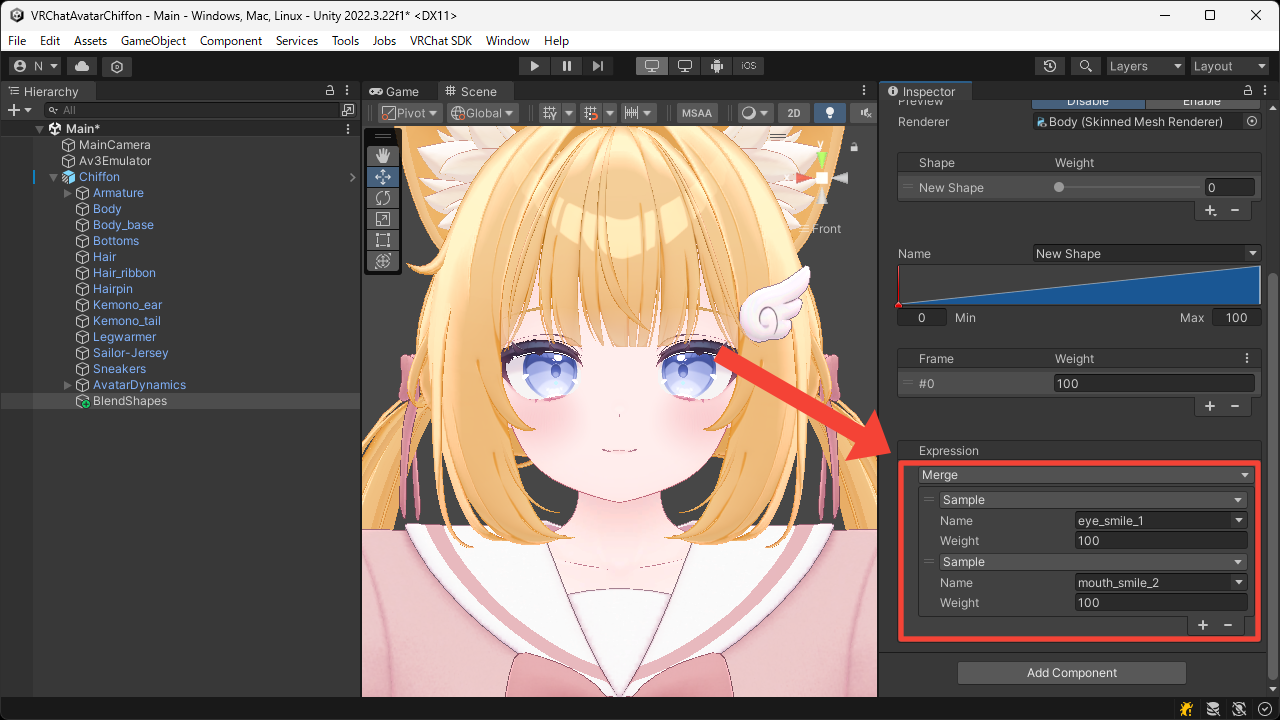 VRChatAvatarChiffon - Main - Windows, Mac, Linux - Unity 2022.3.22f1* <DX11>
File Edit Assets GameObject Component Services Tools Jobs VRChat SDK Window Help
N iOS Layers Layout
Hierarchy
All
Main*
MainCamera
Av3Emulator
Chiffon
Armature
Body
Body_base
Bottoms
Hair
Hair_ribbon
Hairpin
Kemono_ear
Kemono_tail
Legwarmer
Sailor-Jersey
Sneakers
AvatarDynamics
BlendShapes
Game Scene
Pivot Global MSAA 2D
y
x
Front
Inspector
Preview Disable Enable
Renderer Body (Skinned Mesh Renderer)
Shape Weight
New Shape 0
Name New Shape
0 Min Max 100
Frame Weight
#0 100
Expression
Merge
Sample
Name eye_smile_1
Weight 100
Sample
Name mouth_smile_2
Weight 100
Add Component